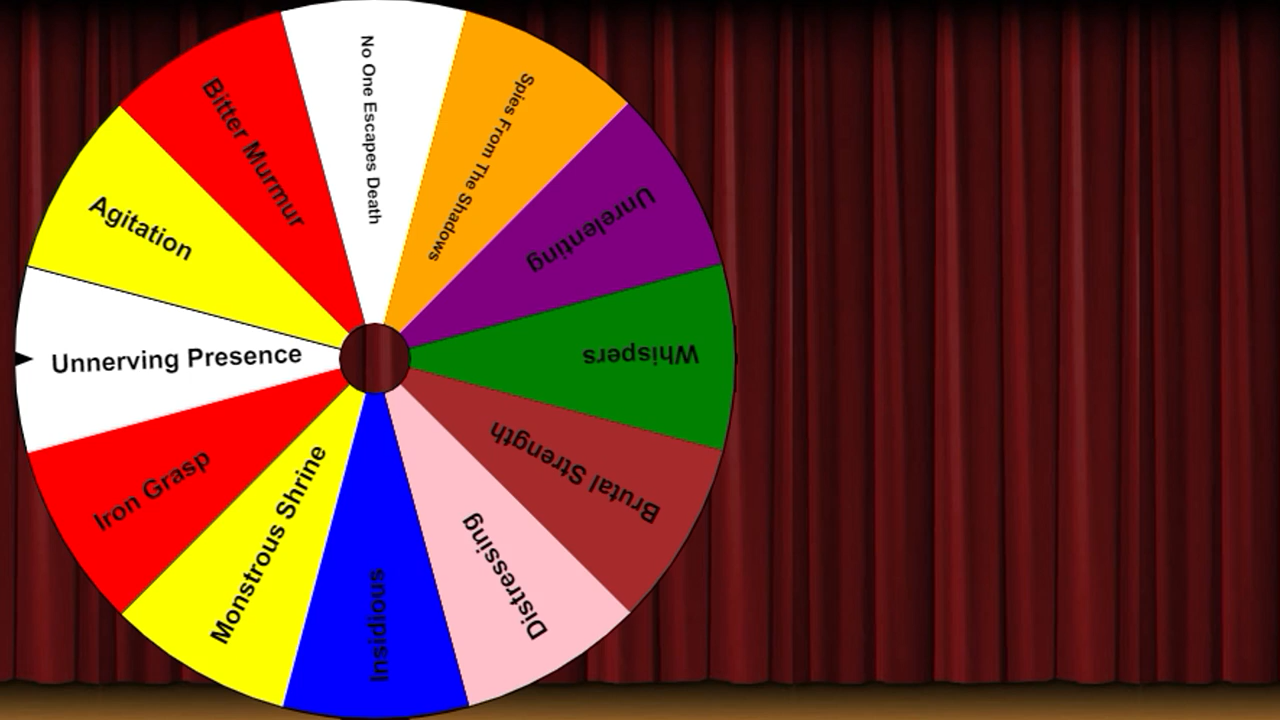 No One Escapes Death
Spies From The Shadows
Unrelenting
Whispers
Brutal Strength
Distressing
Insidious
Monstrous Shrine
Iron Grasp
Unnerving Presence
Agitation
Bitter Murmur